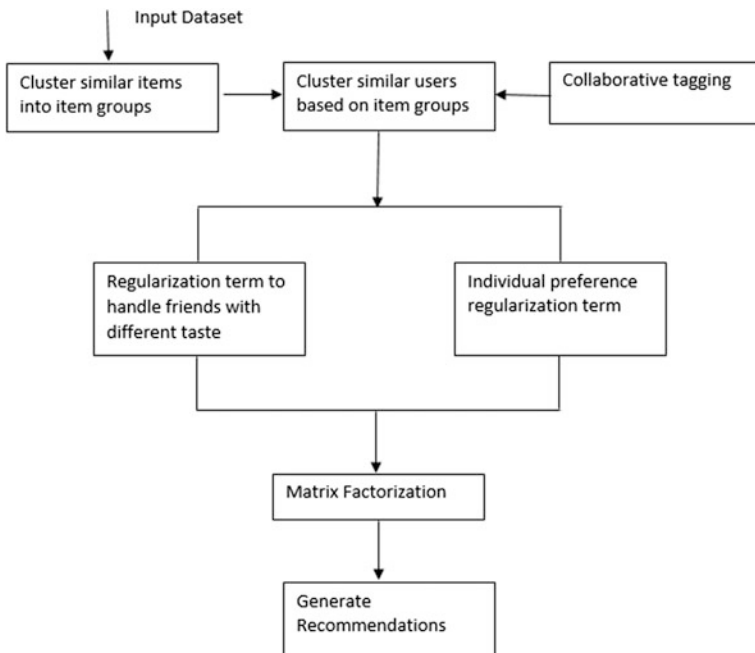 Input Dataset
Cluster similar items
into item groups
Cluster similar users
based on item groups
Collaborative tagging
Regularization term to
handle friends with
different taste
Individual preference
regularization term
Matrix Factorization
Generate
Recommendations